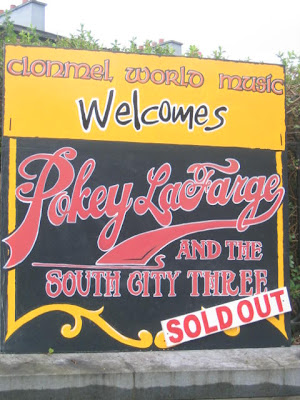 clonmel world music
Welcomes
Pokey LaFarge
AND THE
SOUTH CITY THREE
SOLD OUT